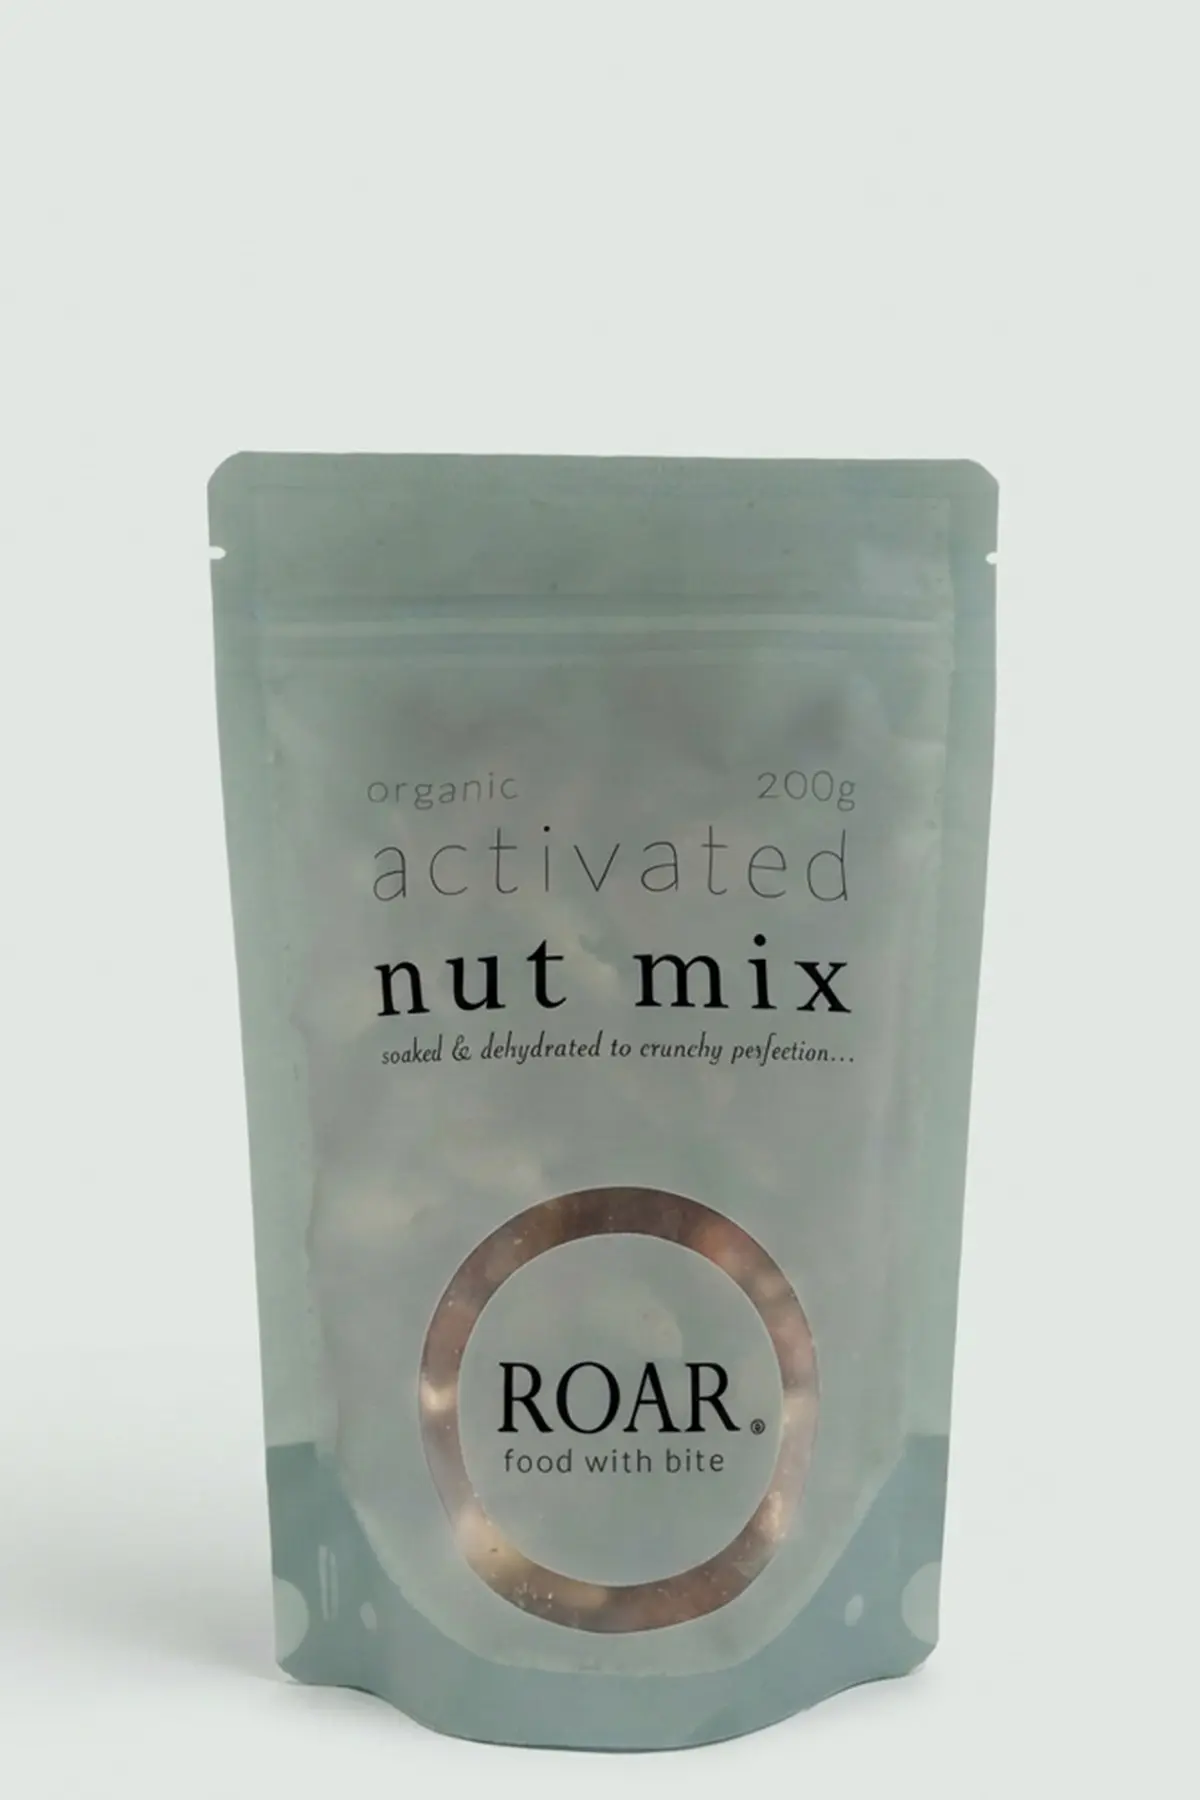 organic 200g
activated
nut mix
soaked & dehydrated to crunchy perfection...
ROAR®
food with bite